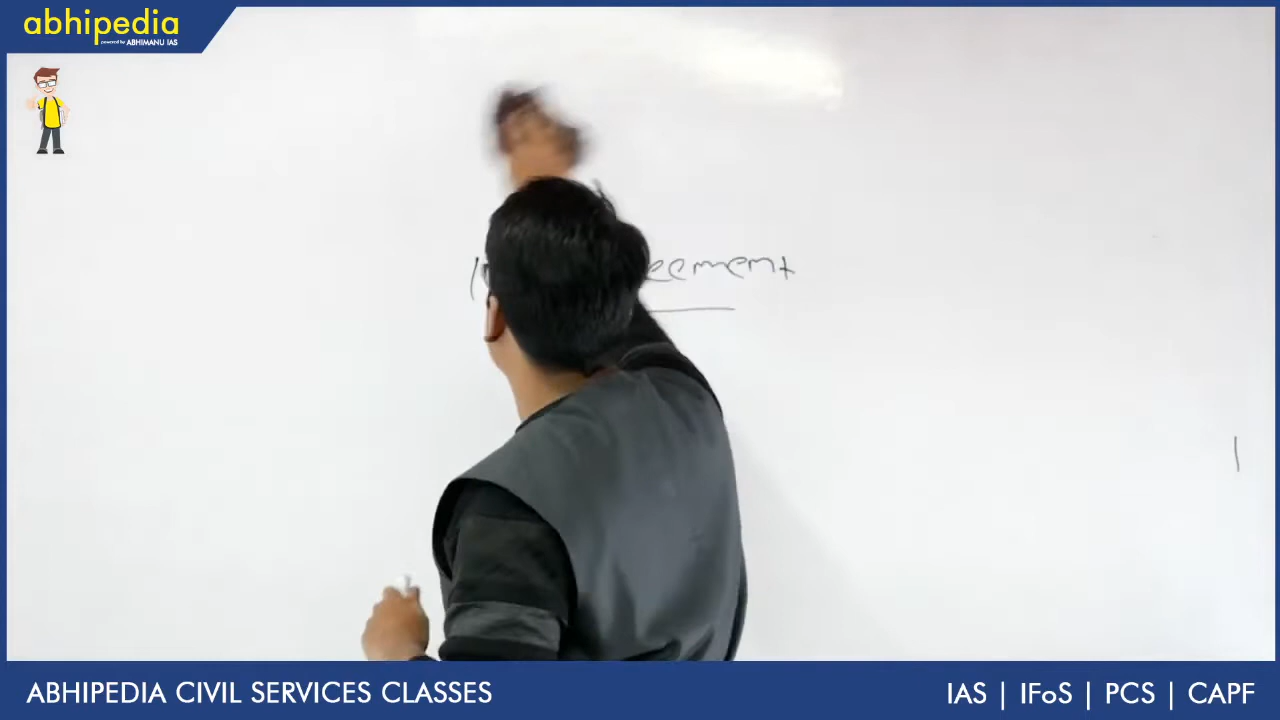 abhipedia
powered by ABHIMANU IAS
eement
ABHIPEDIA CIVIL SERVICES CLASSES
IAS | IFoS | PCS | CAPF